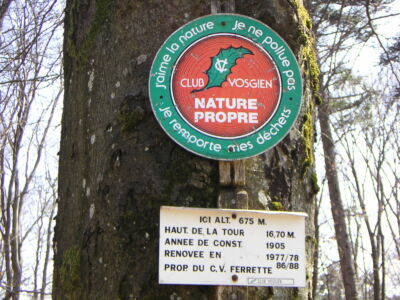 j'aime la nature
Je ne pollue pas
CLUB VOSGIEN
NATURE
PROPRE
Je remporte mes déchets
ICI ALT. 675 M.
HAUT. DE LA TOUR 16,70 M.
ANNEE DE CONST. 1905
RENOVEE EN 1977/78
86/88
PROP DU C.V. FERRETTE